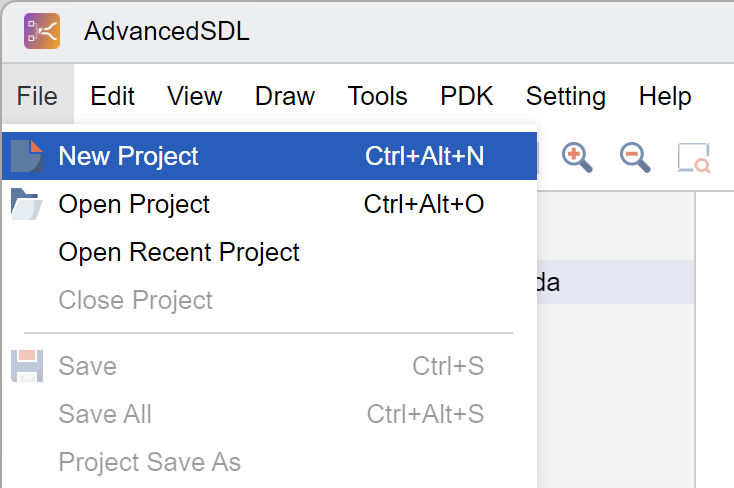 AdvancedSDL
File Edit View Draw Tools PDK Setting Help
New Project Ctrl+Alt+N
Open Project Ctrl+Alt+O
Open Recent Project
da
Close Project
Save Ctrl+S
Save All Ctrl+Alt+S
Project Save As